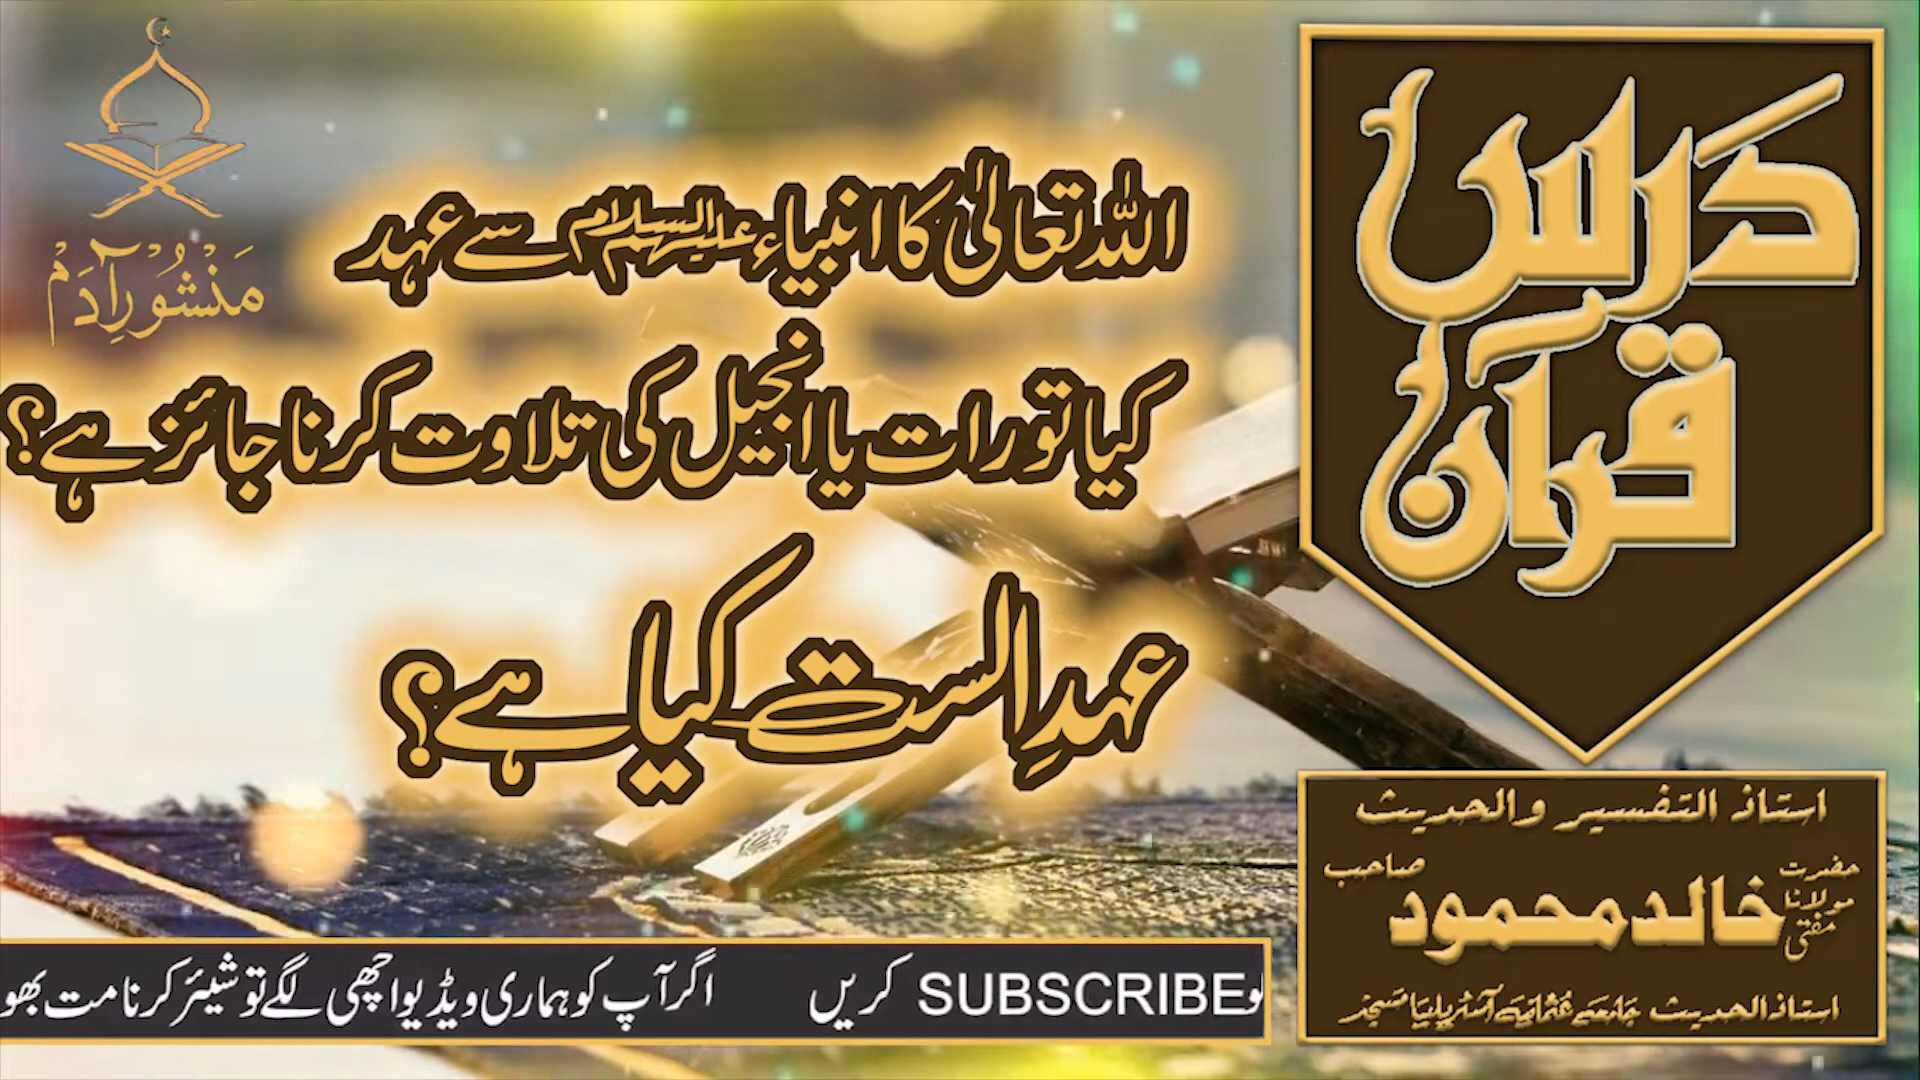 منشورِ آدم
اللہ تعالیٰ کا انبیاء علیہم السلام سے عہد
کیا تورات یا انجیل کی تلاوت کرنا جائز ہے؟
عہدِ الست کیا ہے؟
درس
قرآن
استاذ التفسیر والحدیث
حضرت مولانا مفتی خالد محمود صاحب
استاذ الحدیث جامعہ عثمانیہ آسٹریلیا مسجد
SUBSCRIBE کریں اگر آپ کو ہماری ویڈیو اچھی لگے تو شیئر کرنا مت بھو